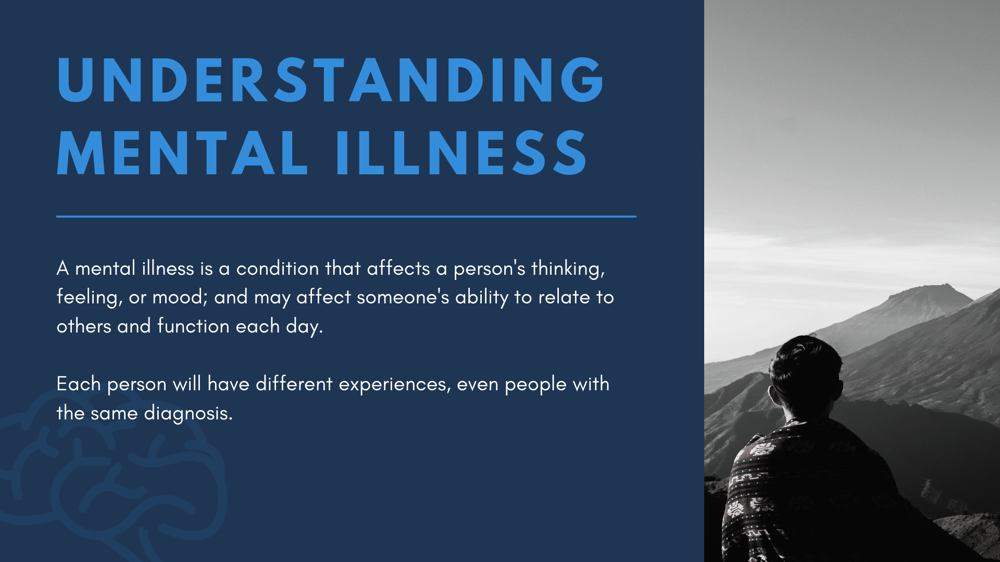 UNDERSTANDING
MENTAL ILLNESS
A mental illness is a condition that affects a person's thinking,
feeling, or mood; and may affect someone's ability to relate to
others and function each day.
Each person will have different experiences, even people with
the same diagnosis.